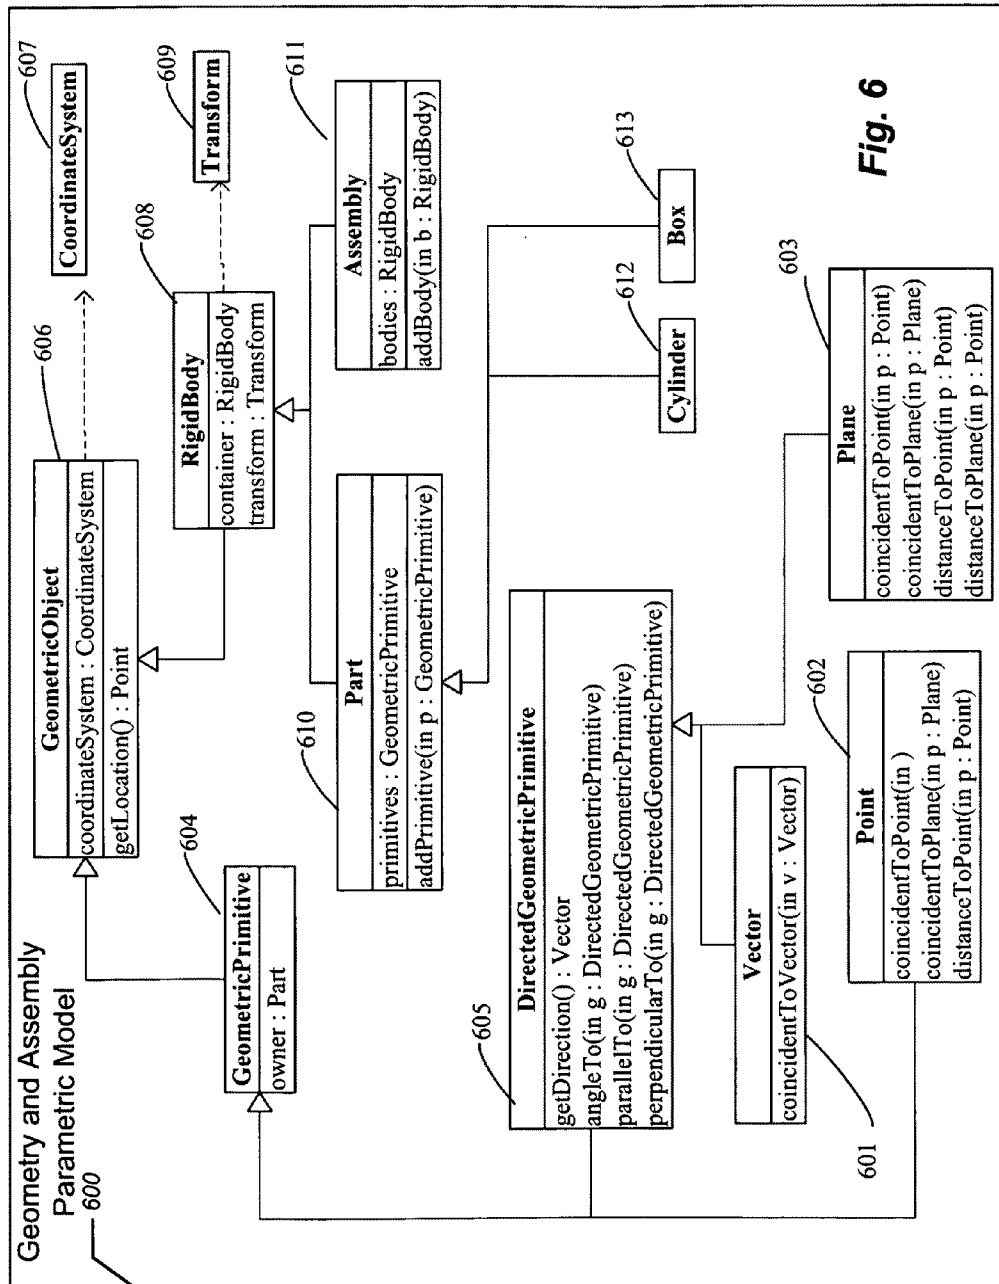 Geometry and Assembly
Parametric Model
600
607
CoordinateSystem
606
GeometricObject
coordinateSystem : CoordinateSystem
getLocation() : Point
609
Transform
608
RigidBody
container : RigidBody
transform : Transform
604
GeometricPrimitive
owner : Part
610
Part
primitives : GeometricPrimitive
addPrimitive(in p : GeometricPrimitive)
611
Assembly
bodies : RigidBody
addBody(in b : RigidBody)
605
DirectedGeometricPrimitive
getDirection() : Vector
angleTo(in g : DirectedGeometricPrimitive)
parallelTo(in g : DirectedGeometricPrimitive)
perpendicularTo(in g : DirectedGeometricPrimitive)
612
Cylinder
613
Box
601
Vector
coincidentToVector(in v : Vector)
602
Point
coincidentToPoint(in )
coincidentToPlane(in p : Plane)
distanceToPoint(in p : Point)
603
Plane
coincidentToPoint(in p : Point)
coincidentToPlane(in p : Plane)
distanceToPoint(in p : Point)
distanceToPlane(in p : Point)
Fig. 6